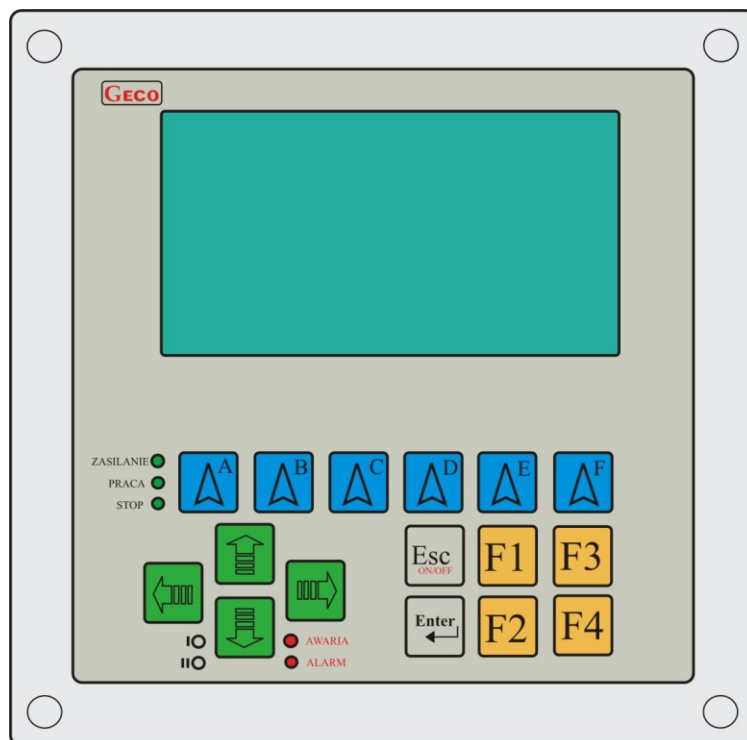 GECO
ZASILANIE
PRACA
STOP
A B C D E F
Esc
ON/OFF
F1 F3
Enter
F2 F4
I
II
AWARIA
ALARM